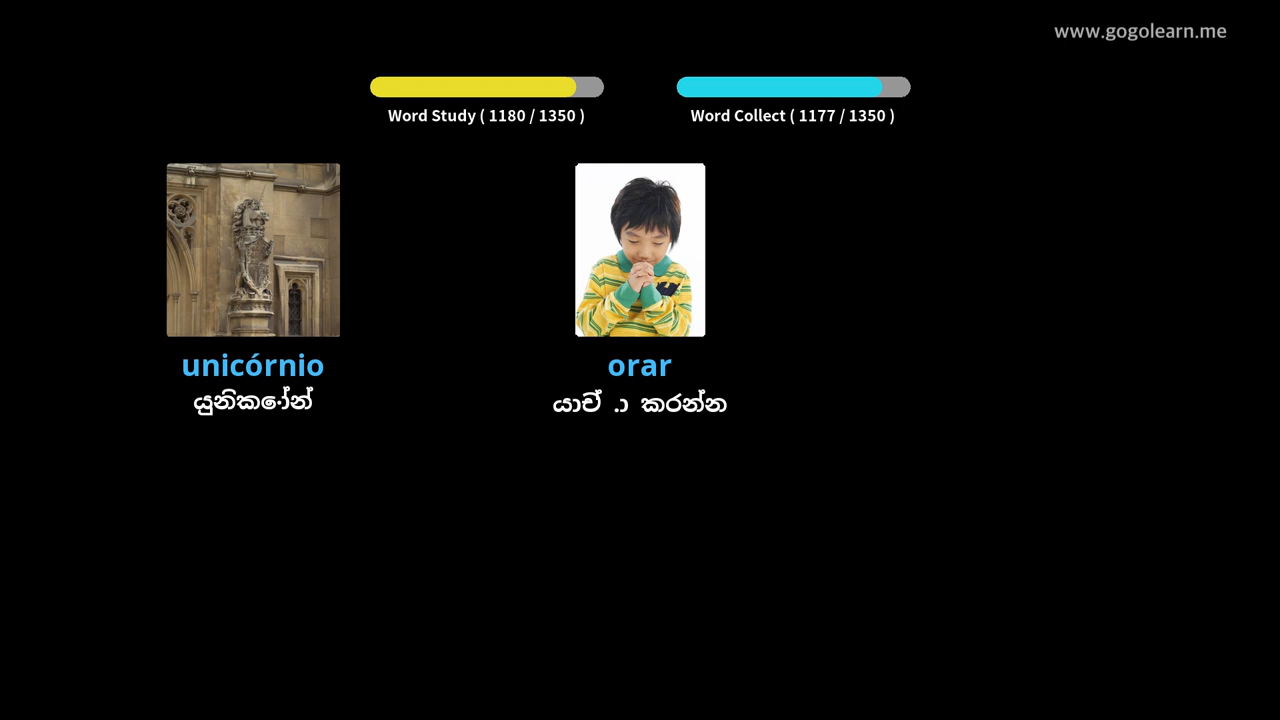 www.gogolearn.me
Word Study ( 1180 / 1350 )
Word Collect ( 1177 / 1350 )
unicórnio
orar
කරන්න